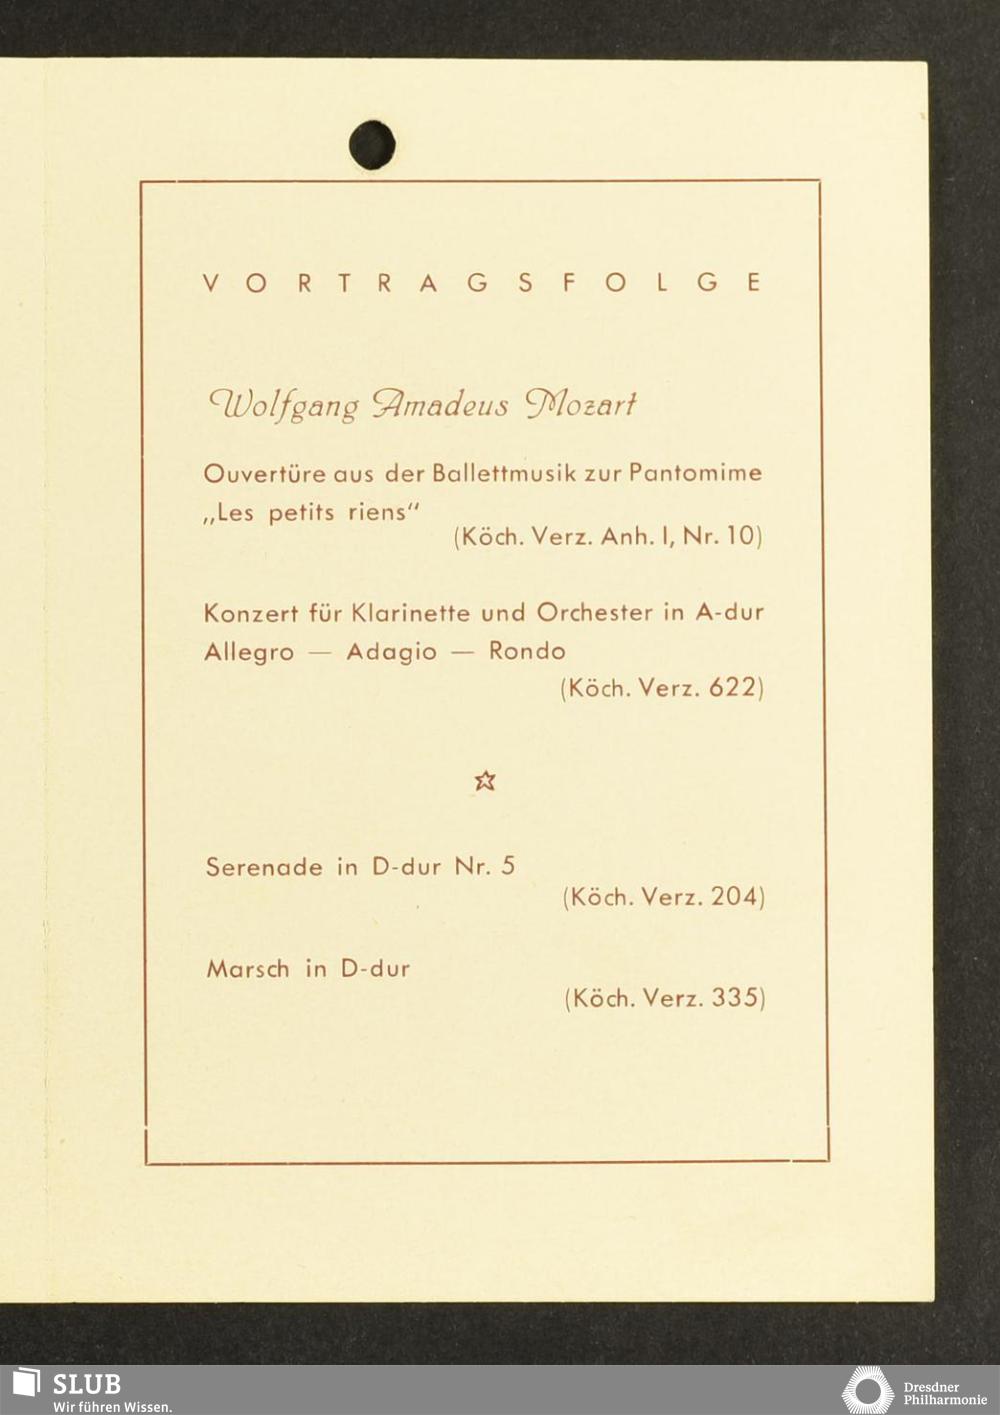 VORTRAGSFOLGE
Wolfgang Amadeus Mozart
Ouvertüre aus der Ballettmusik zur Pantomime
„Les petits riens“
(Köch. Verz. Anh. I, Nr. 10)
Konzert für Klarinette und Orchester in A-dur
Allegro — Adagio — Rondo
(Köch. Verz. 622)
Serenade in D-dur Nr. 5
(Köch. Verz. 204)
Marsch in D-dur
(Köch. Verz. 335)
SLUB
Wir führen Wissen.
Dresdner
Philharmonie